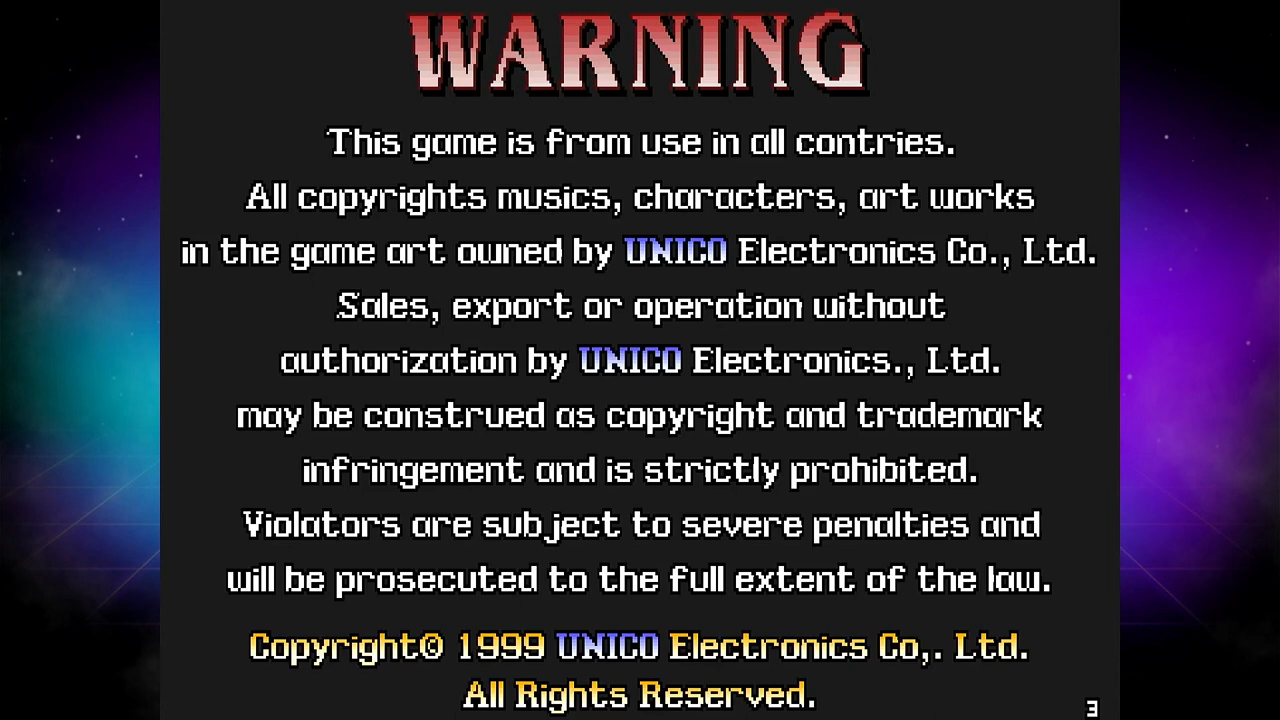 WARNING
This game is from use in all contries.
All copyrights musics, characters, art works
in the game art owned by UNICO Electronics Co., Ltd.
Sales, export or operation without
authorization by UNICO Electronics., Ltd.
may be construed as copyright and trademark
infringement and is strictly prohibited.
Violators are subject to severe penalties and
will be prosecuted to the full extent of the law.
Copyright© 1999 UNICO Electronics Co,. Ltd.
All Rights Reserved.
3